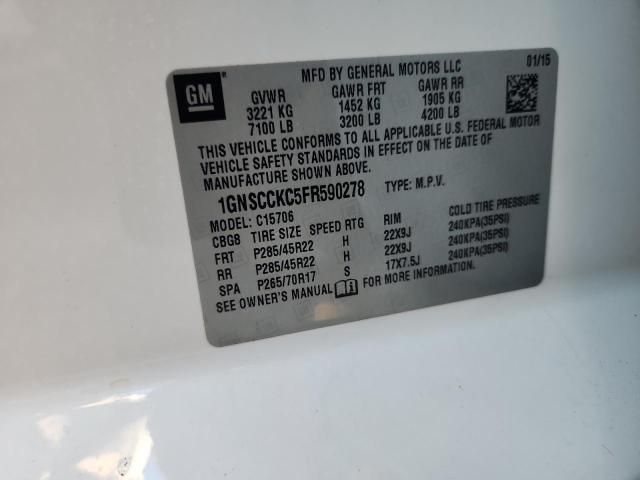 GM
MFD BY GENERAL MOTORS LLC 01/15
GVWR GAWR FRT GAWR RR
3221 KG 1452 KG 1905 KG
7100 LB 3200 LB 4200 LB
THIS VEHICLE CONFORMS TO ALL APPLICABLE U.S. FEDERAL MOTOR
VEHICLE SAFETY STANDARDS IN EFFECT ON THE DATE OF
MANUFACTURE SHOWN ABOVE.
1GNSCCKC5FR590278 TYPE: M.P.V.
MODEL: C15706
CBG8 TIRE SIZE SPEED RTG RIM COLD TIRE PRESSURE
FRT P285/45R22 H 22X9J 240KPA(35PSI)
RR P285/45R22 H 22X9J 240KPA(35PSI)
SPA P265/70R17 S 17X7.5J 240KPA(35PSI)
SEE OWNER'S MANUAL FOR MORE INFORMATION.